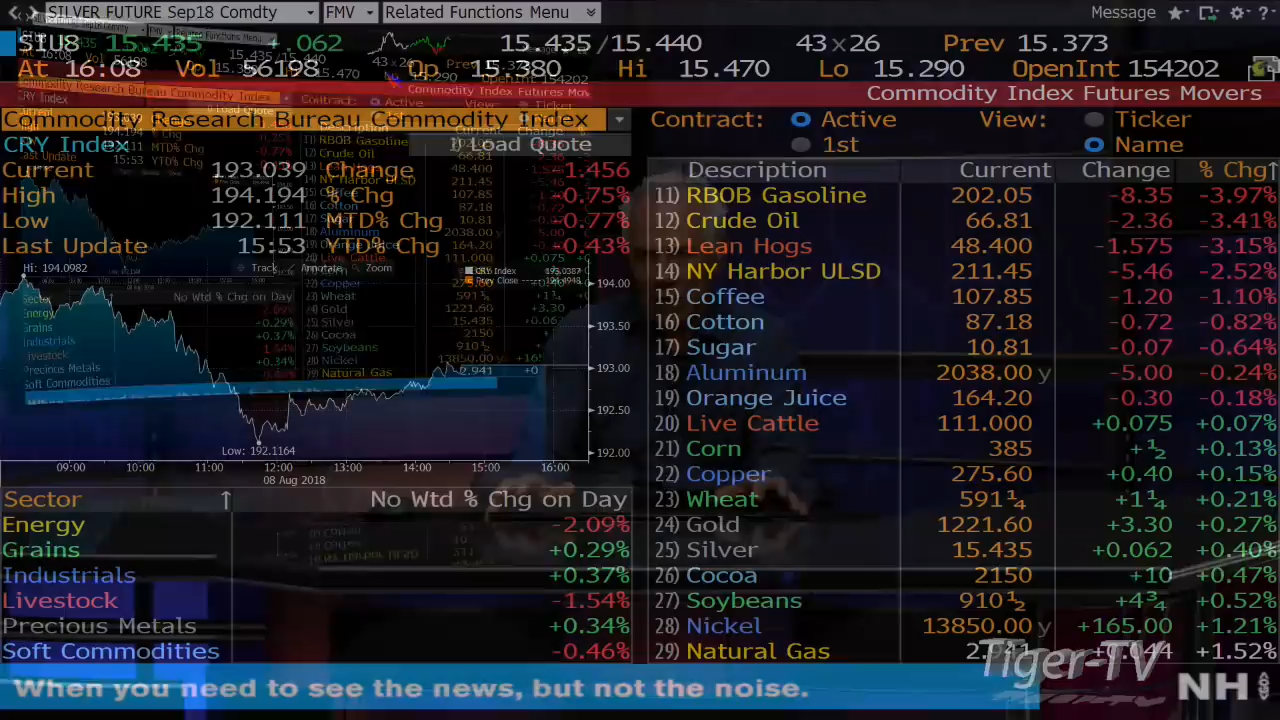 SILVER FUTURE Sep18 Comdty FMV Related Functions Menu Message
SIU8 15.435 +.062 15.435/15.440 43x26 Prev 15.373
At 16:08 Vol 56198 Op 15.380 Hi 15.470 Lo 15.290 OpenInt 154202
Commodity Index Futures Movers
Commodity Research Bureau Commodity Index Contract: Active View: Ticker
CRY Index Load Quote 1st Name
Current 193.039 Change -1.456
High 194.194 % Chg -0.75%
Low 192.111 MTD% Chg -0.77%
Last Update 15:53 YTD% Chg -0.43%
Description Current Change % Chg↑
11) RBOB Gasoline 202.05 -8.35 -3.97%
12) Crude Oil 66.81 -2.36 -3.41%
13) Lean Hogs 48.400 -1.575 -3.15%
14) NY Harbor ULSD 211.45 -5.46 -2.52%
15) Coffee 107.85 -1.20 -1.10%
16) Cotton 87.18 -0.72 -0.82%
17) Sugar 10.81 -0.07 -0.64%
18) Aluminum 2038.00 y -5.00 -0.24%
19) Orange Juice 164.20 -0.30 -0.18%
20) Live Cattle 111.000 +0.075 +0.07%
21) Corn 385 +½ +0.13%
22) Copper 275.60 +0.40 +0.15%
23) Wheat 591¼ +1¼ +0.21%
24) Gold 1221.60 +3.30 +0.27%
25) Silver 15.435 +0.062 +0.40%
26) Cocoa 2150 +10 +0.47%
27) Soybeans 910½ +4¾ +0.52%
28) Nickel 13850.00 y +165.00 +1.21%
29) Natural Gas +0.044 +1.52%
Hi: 194.0982
Track Annotate Zoom
CRY Index 193.0387
Prev Close
194.00
193.50
193.00
192.50
192.00
Low: 192.1164
09:00 10:00 11:00 12:00 13:00 14:00 15:00 16:00
08 Aug 2018
Sector ↑ No Wtd % Chg on Day
Energy -2.09%
Grains +0.29%
Industrials +0.37%
Livestock -1.54%
Precious Metals +0.34%
Soft Commodities -0.46%
Tiger-TV
When you need to see the news, but not the noise.
NH